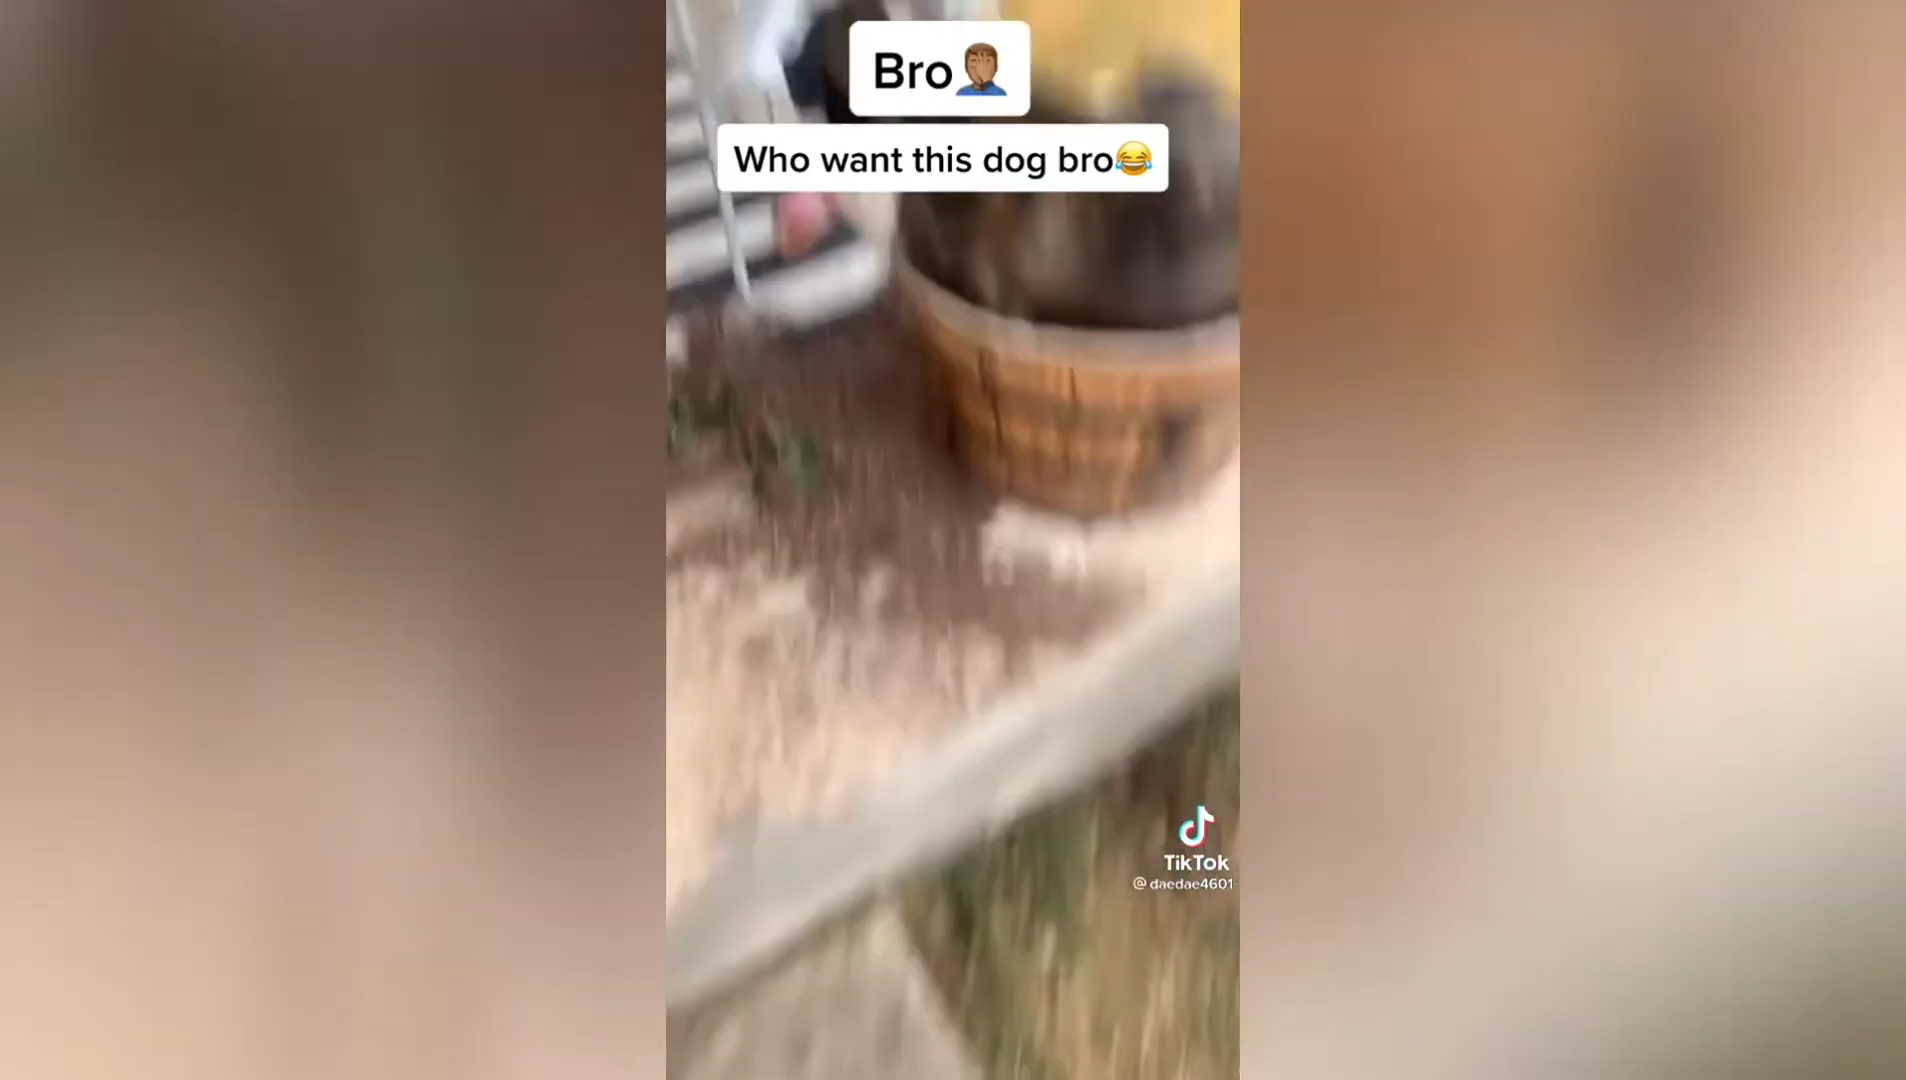 Bro🤦🏽‍♂️
Who want this dog bro😂
TikTok
@daedae4601